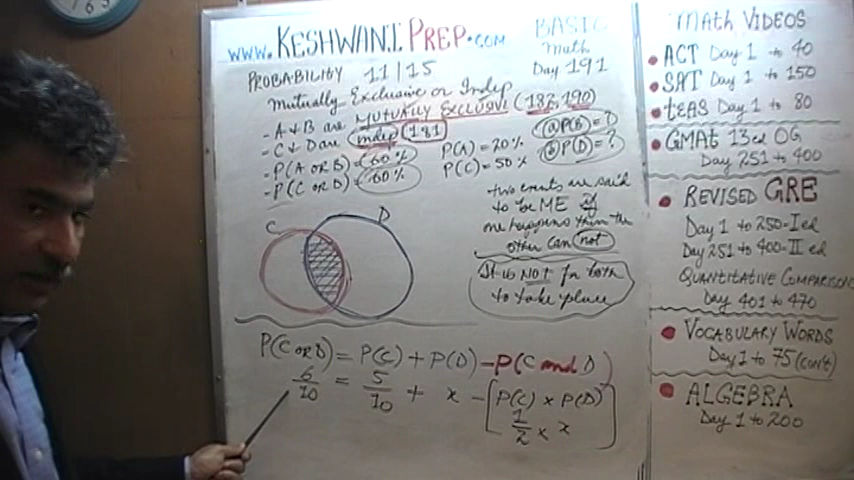 www.KESHWANIPREP.COM
BASIC
Math
Day 191
PROBABILITY 11/15
Mutually Exclusive or Indep
- A & B are MUTUALLY EXCLUSIVE (187, 190)
- C & D are indep (181)
- P(A OR B) = 60%
- P(C OR D) = 60%
P(A) = 20%
P(C) = 50%
(a) P(B) = ?
(b) P(D) = ?
two events are said
to be ME if
one happens then the
other can not
It is NOT for both
to take place
C
D
P(C OR D) = P(C) + P(D) - P(C and D)
6/10 = 5/10 + x - [P(C) x P(D)
1/2 x x]
Math VIDEOS
• ACT Day 1 to 40
• SAT Day 1 to 150
• tEAS Day 1 to 80
• GMAt 13ed OG
Day 251 to 400
• REVISED GRE
Day 1 to 250-I ed
Day 251 to 400-II ed
QUANTITATIVE COMPARISON
Day 401 to 470
• VOCABULARY WORDS
Day 1 to 75 (con't)
• ALGEBRA
Day 1 to 200